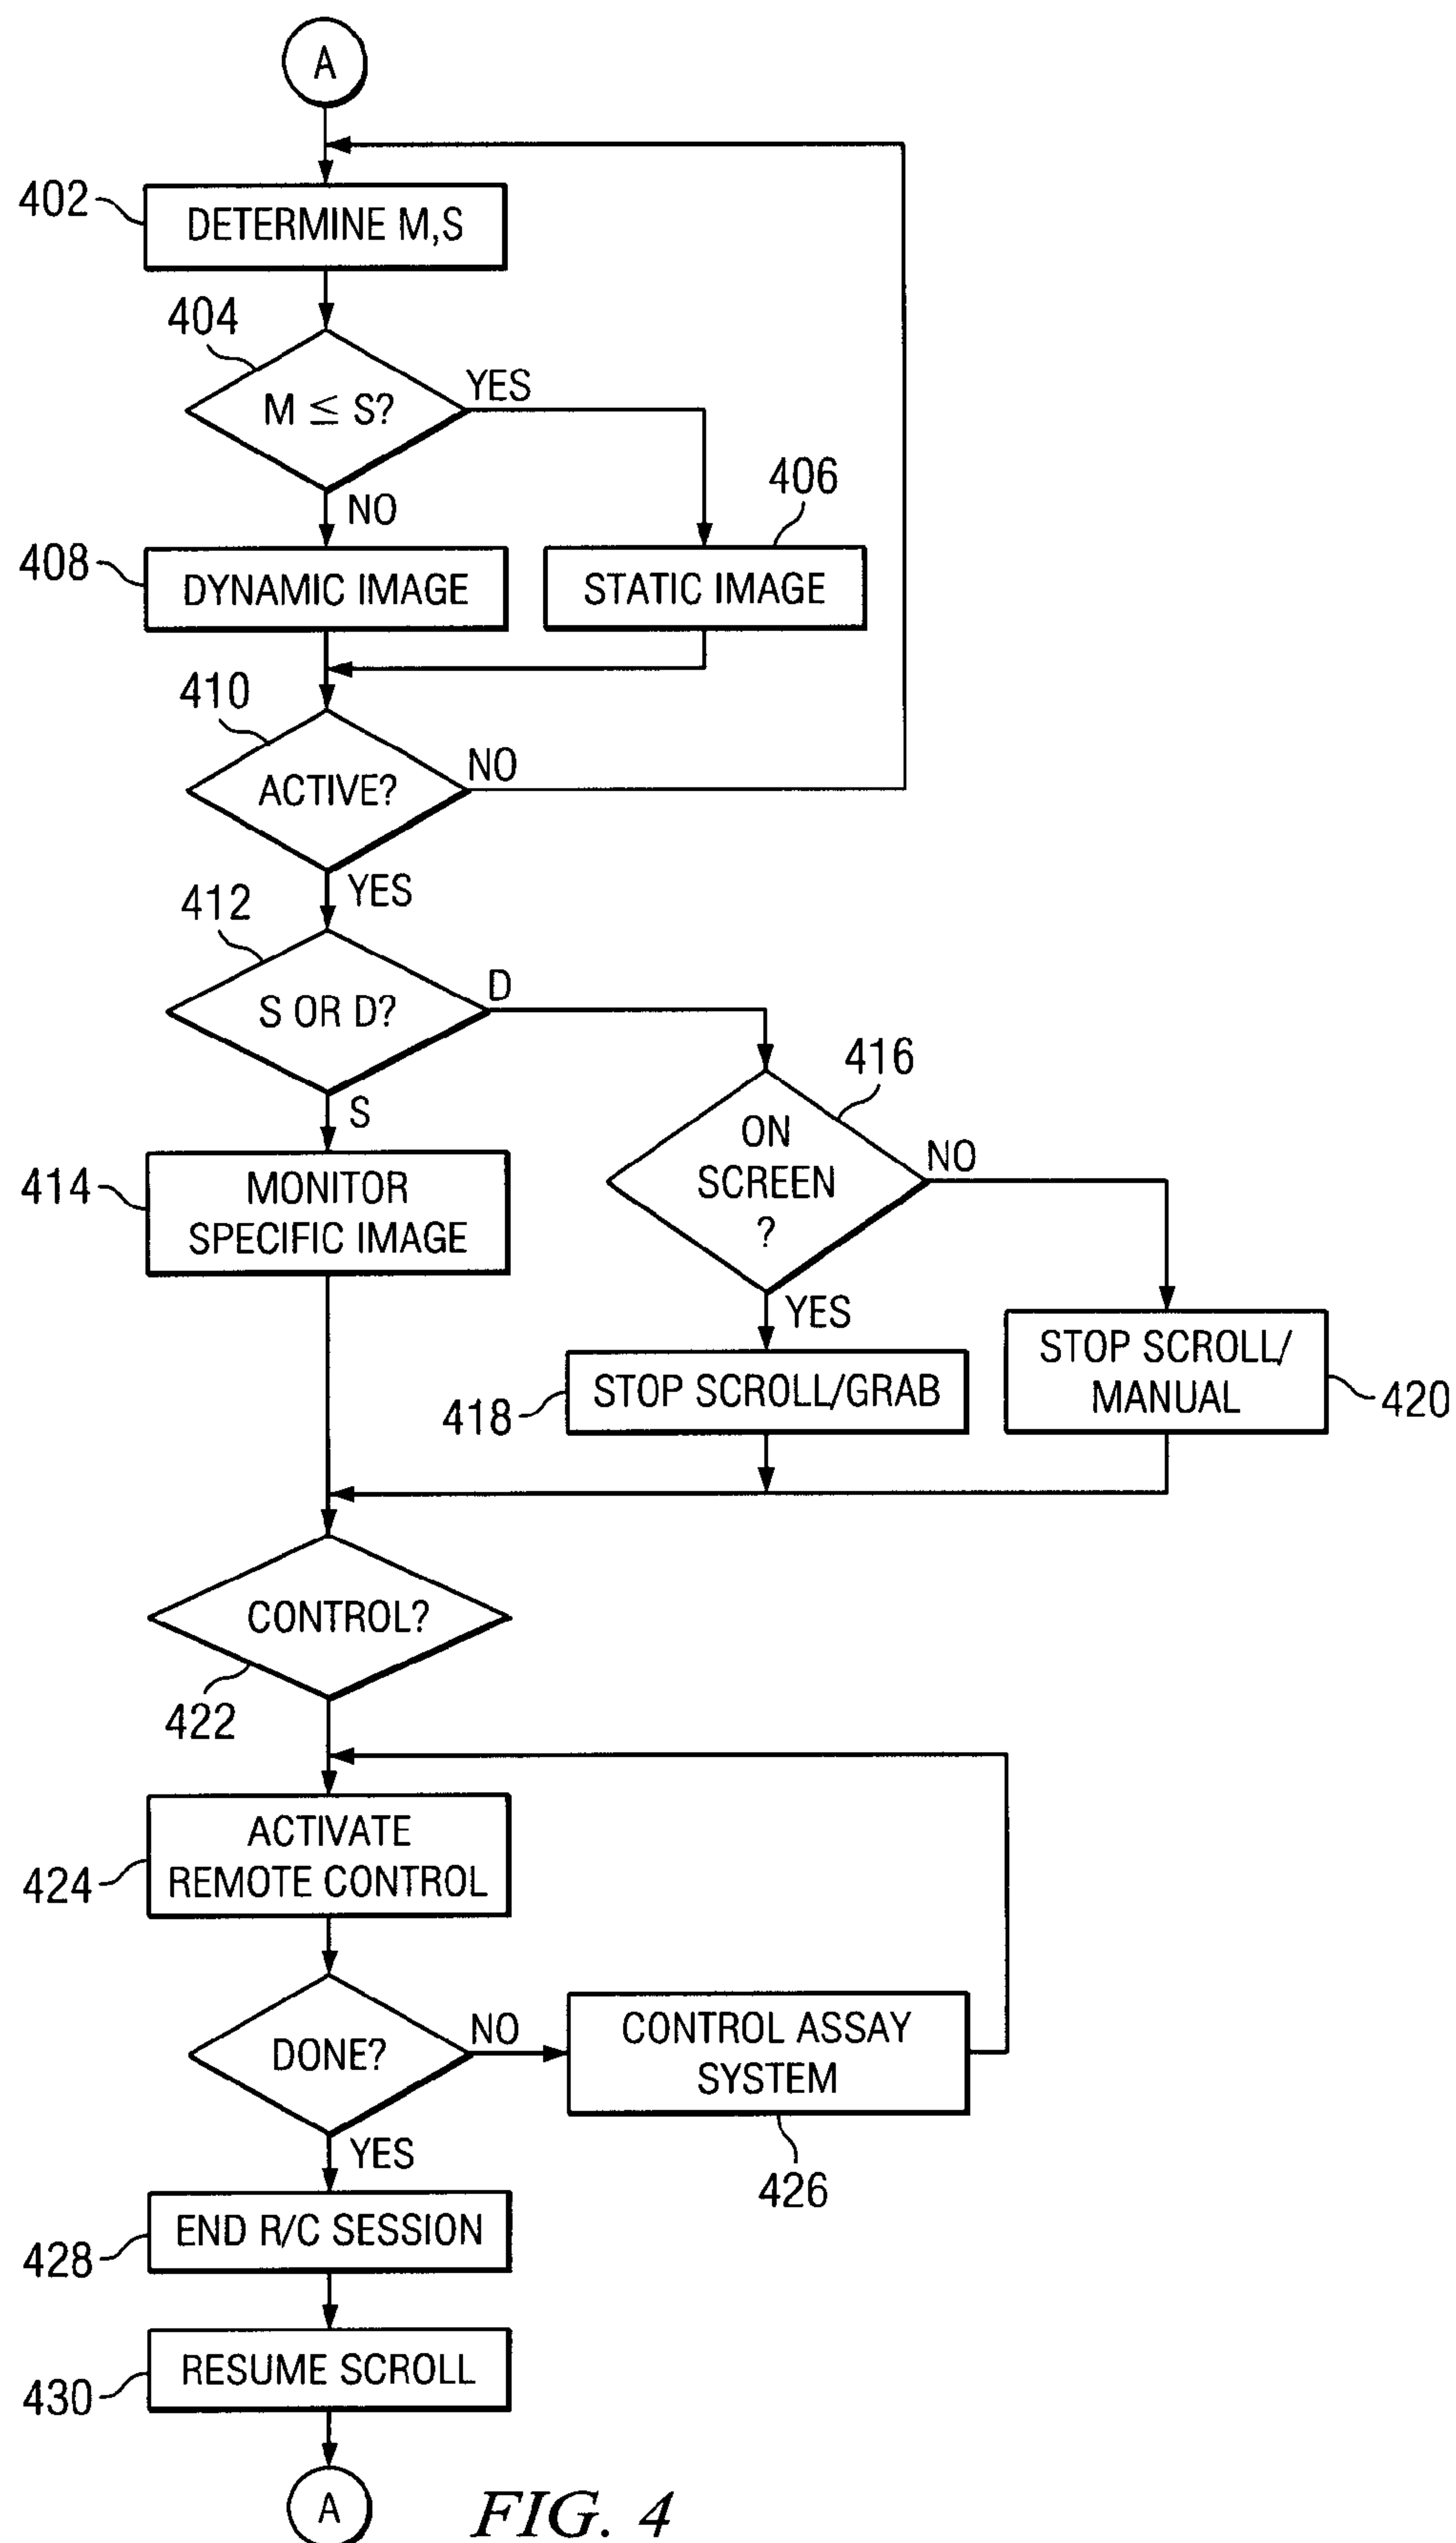 A
402
DETERMINE M,S
404
M ≤ S?
YES
NO
406
408
DYNAMIC IMAGE
STATIC IMAGE
410
ACTIVE?
NO
YES
412
S OR D?
D
S
416
ON
SCREEN
?
NO
YES
414
MONITOR
SPECIFIC IMAGE
418
STOP SCROLL/GRAB
STOP SCROLL/
MANUAL
420
CONTROL?
422
424
ACTIVATE
REMOTE CONTROL
DONE?
NO
YES
CONTROL ASSAY
SYSTEM
426
428
END R/C SESSION
430
RESUME SCROLL
A
FIG. 4